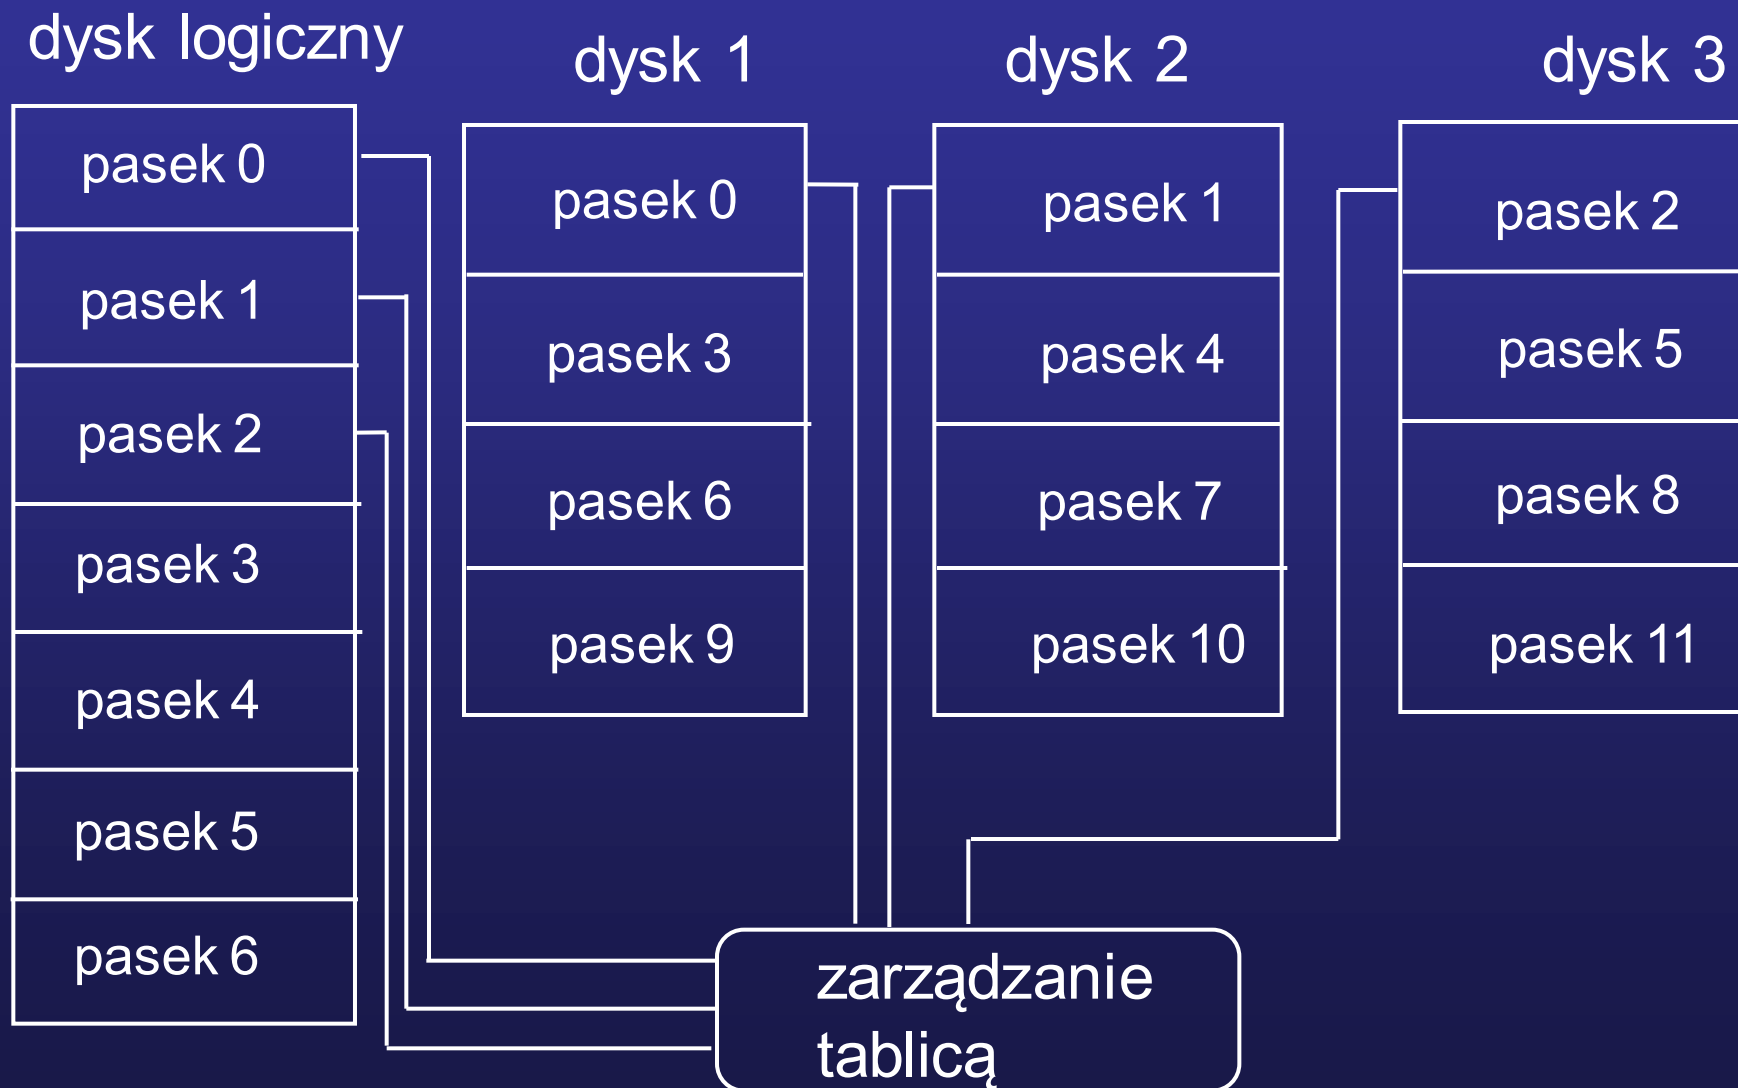 dysk logiczny
pasek 0
pasek 1
pasek 2
pasek 3
pasek 4
pasek 5
pasek 6
dysk 1
pasek 0
pasek 3
pasek 6
pasek 9
dysk 2
pasek 1
pasek 4
pasek 7
pasek 10
dysk 3
pasek 2
pasek 5
pasek 8
pasek 11
zarządzanie
tablicą